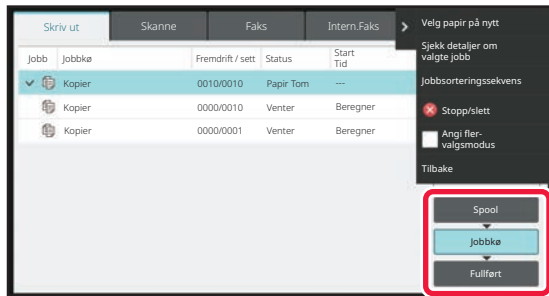 Skriv ut
Skanne
Faks
Intern.Faks
Jobb Jobbkø Fremdrift / sett Status Start
Tid
Kopier 0010/0010 Papir Tom ---
Kopier 0000/0010 Venter Beregner
Kopier 0000/0001 Venter Beregner
Velg papir på nytt
Sjekk detaljer om
valgte jobb
Jobbsorteringssekvens
Stopp/slett
Angi fler-
valgsmodus
Tilbake
Spool
Jobbkø
Fullført